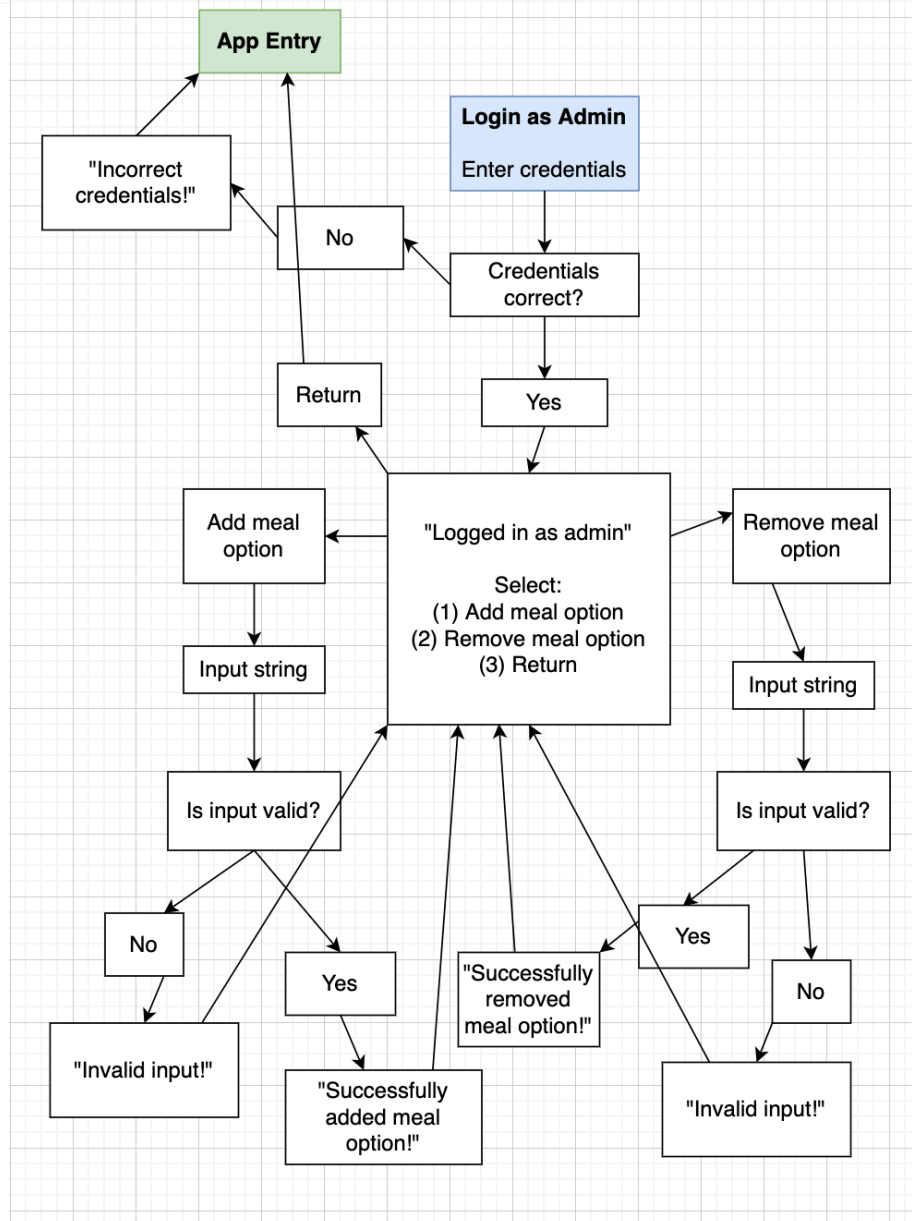 App Entry
Login as Admin
Enter credentials
"Incorrect
credentials!"
No
Credentials
correct?
Return
Yes
Add meal
option
"Logged in as admin"
Select:
(1) Add meal option
(2) Remove meal option
(3) Return
Remove meal
option
Input string
Input string
Is input valid?
Is input valid?
No
Yes
Yes
"Successfully
removed
meal option!"
No
"Invalid input!"
"Successfully
added meal
option!"
"Invalid input!"